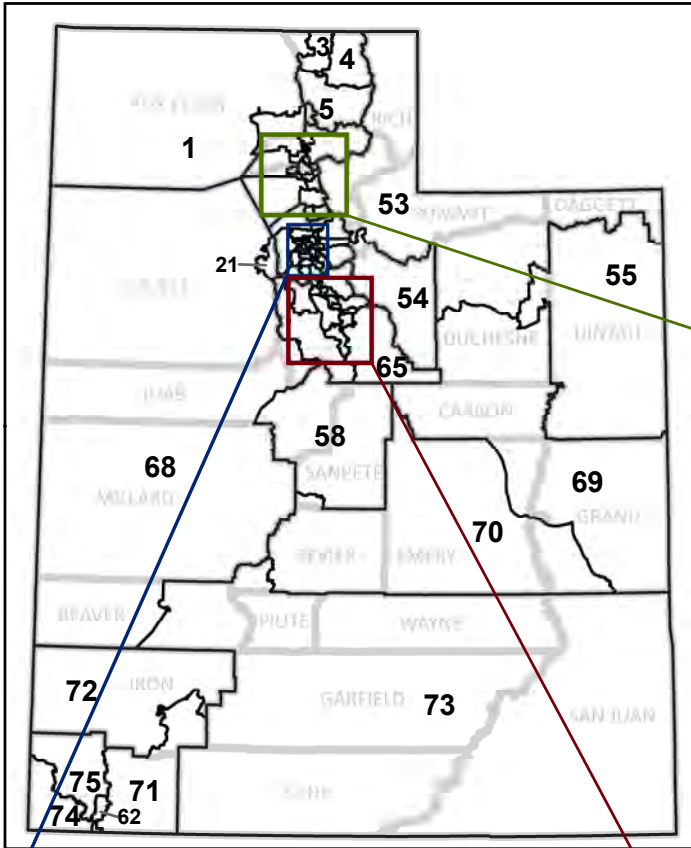 3
4
BOX ELDER
5
RICH
1
53
SUMMIT
DAGGETT
21
55
TOOELE
54
UINTAH
DUCHESNE
65
JUAB
CARBON
58
68
SANPETE
69
MILLARD
GRAND
70
SEVIER
EMERY
BEAVER
PIUTE
WAYNE
72
IRON
GARFIELD
73
SAN JUAN
75
71
KANE
74
62